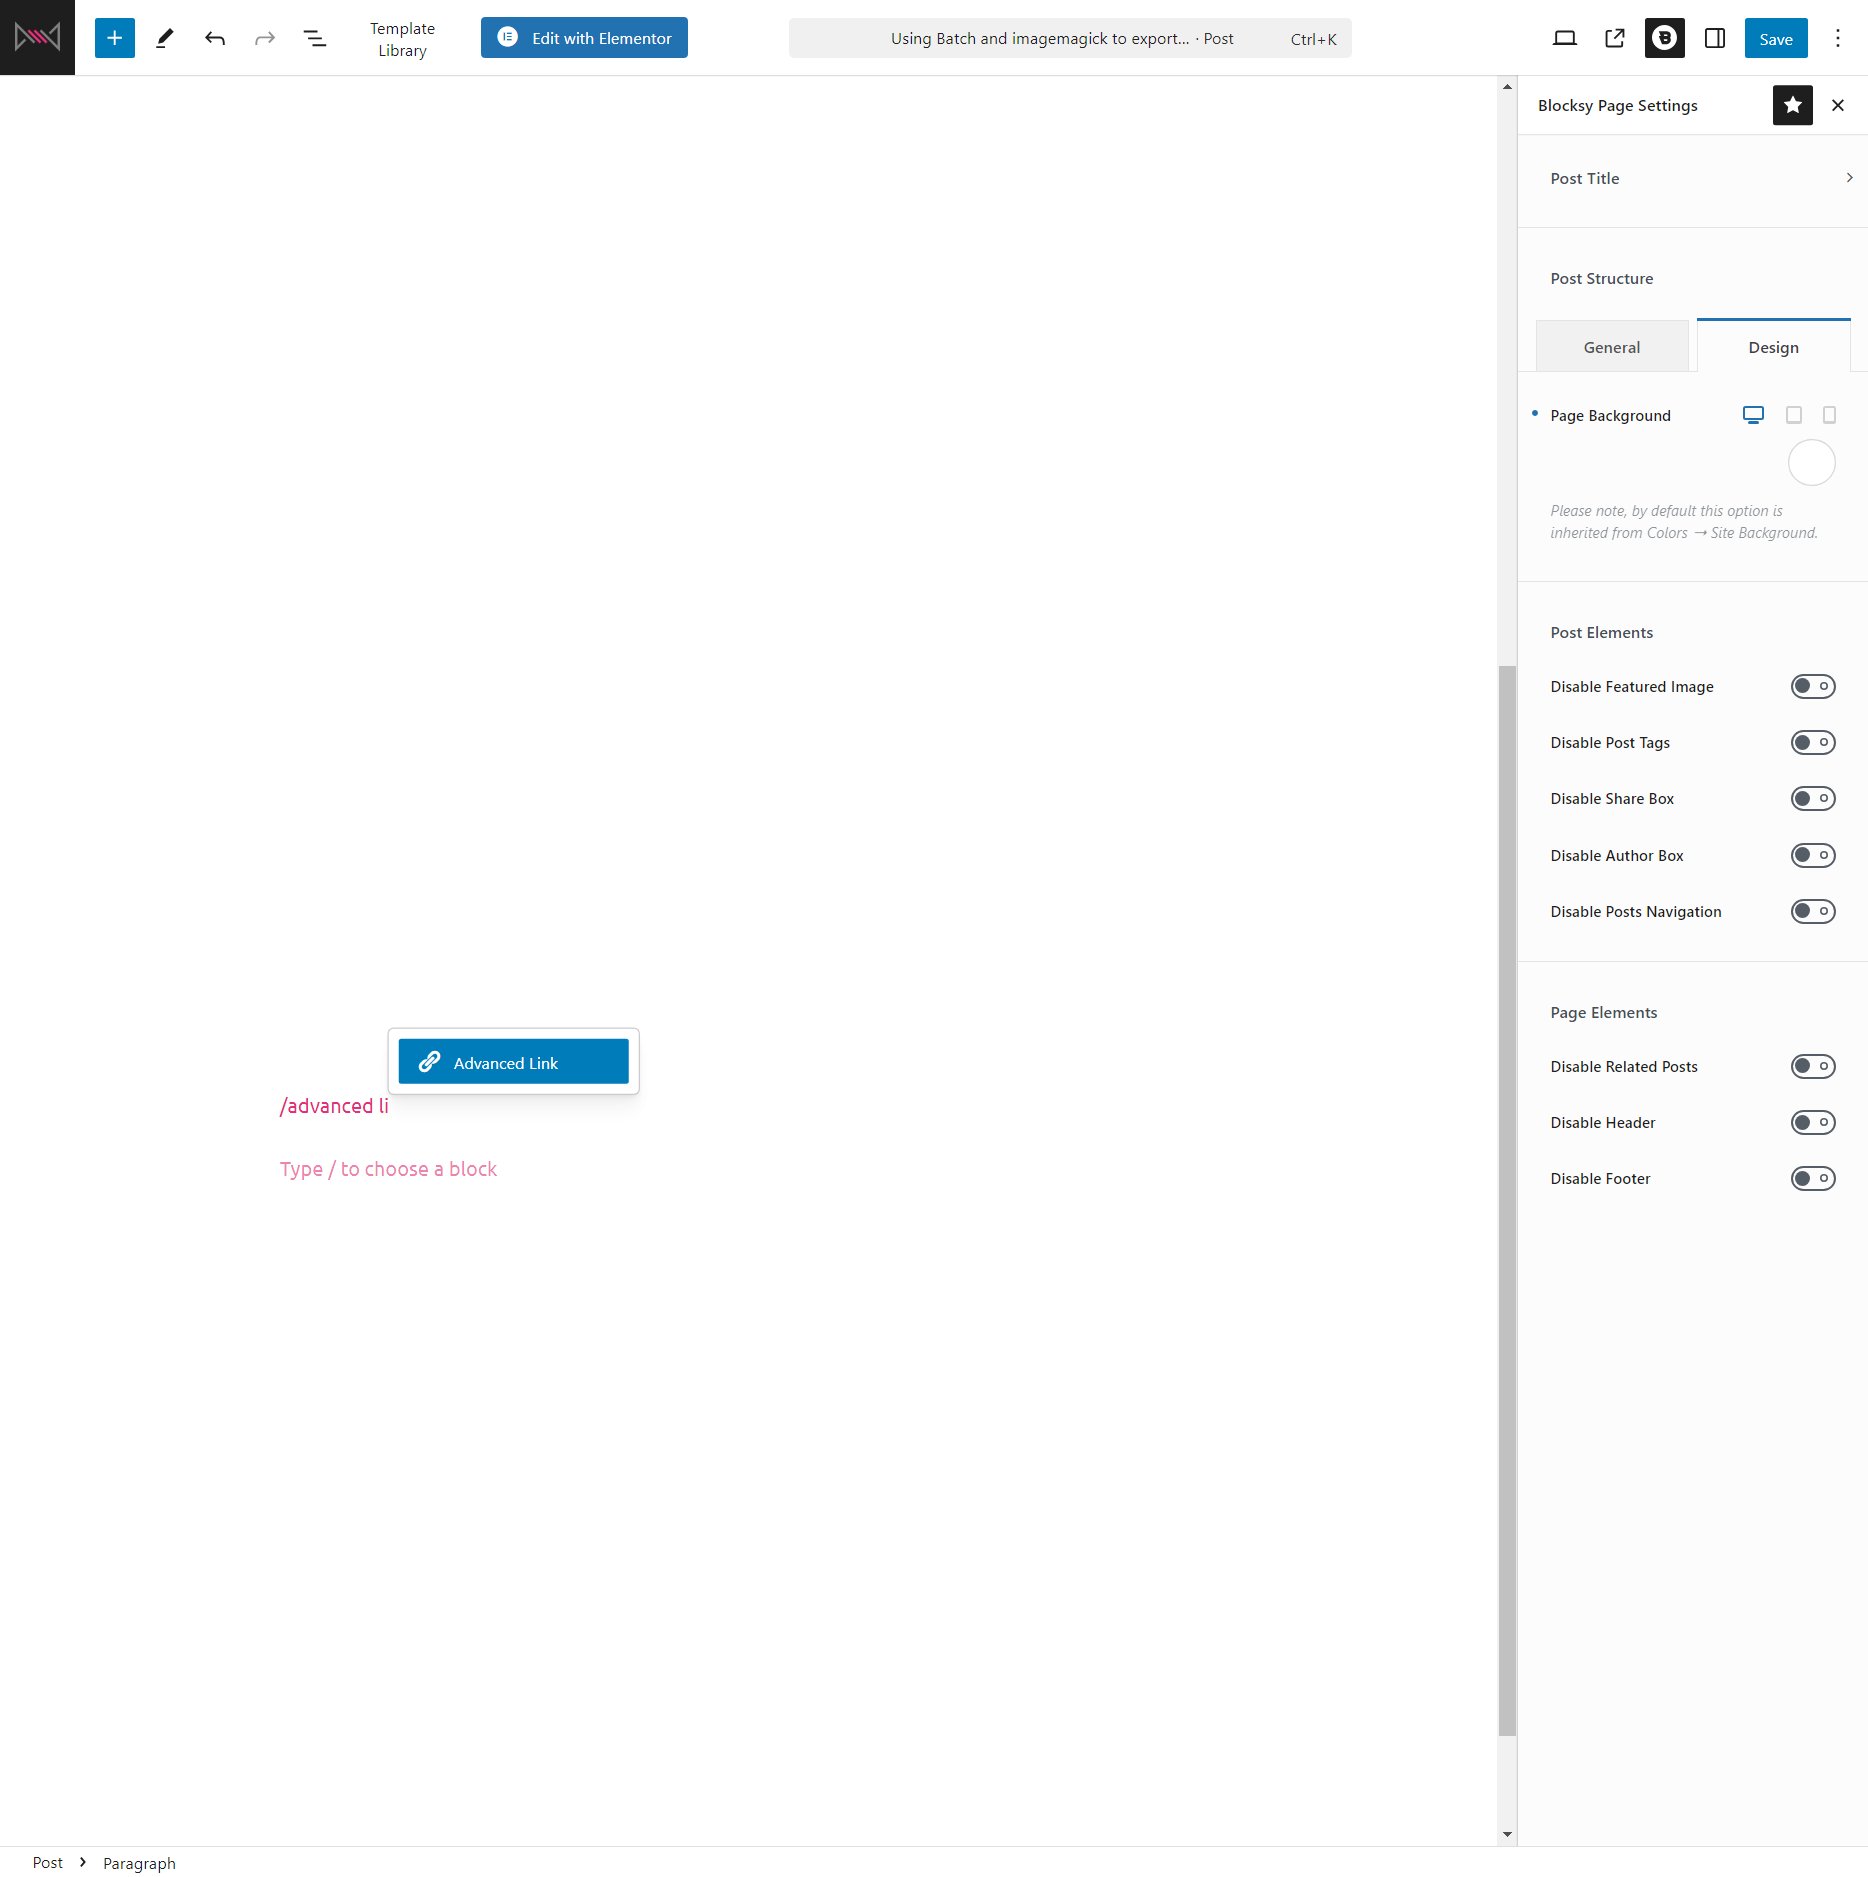 Template
Library
Edit with Elementor
Using Batch and imagemagick to export... · Post
Ctrl+K
Save
Blocksy Page Settings
Post Title
Post Structure
General
Design
Page Background
Please note, by default this option is
inherited from Colors → Site Background.
Post Elements
Disable Featured Image
Disable Post Tags
Disable Share Box
Disable Author Box
Disable Posts Navigation
Page Elements
Disable Related Posts
Disable Header
Disable Footer
Advanced Link
/advanced li
Type / to choose a block
Post › Paragraph